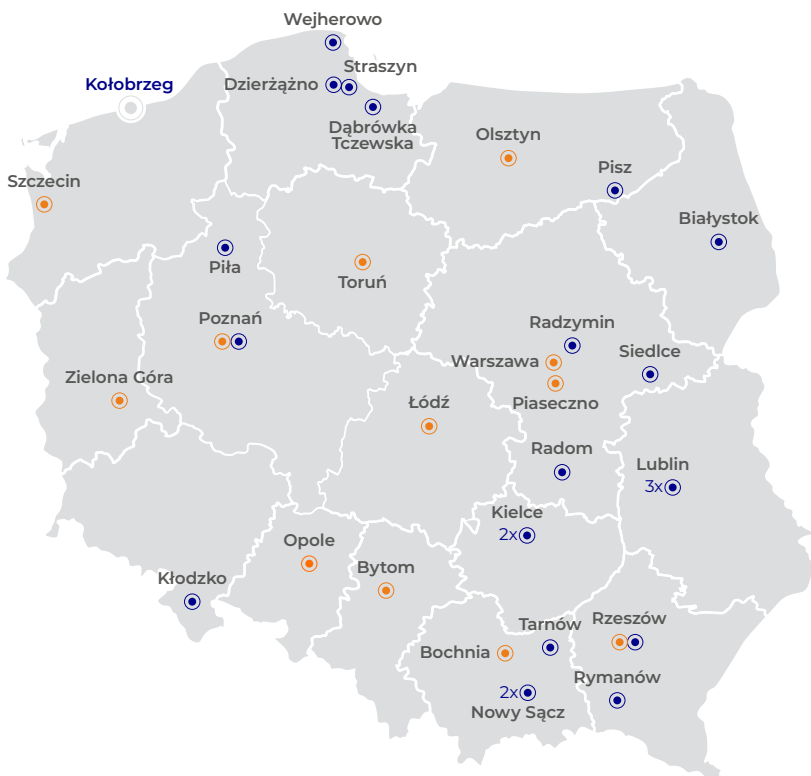 Wejherowo
Straszyn
Kołobrzeg
Dzierżążno
Dąbrówka
Tczewska
Olsztyn
Pisz
Szczecin
Białystok
Piła
Toruń
Poznań
Radzymin
Siedlce
Warszawa
Zielona Góra
Piaseczno
Łódź
Radom
Lublin
3x
Kielce
2x
Opole
Bytom
Kłodzko
Tarnów
Rzeszów
Bochnia
Rymanów
2x
Nowy Sącz